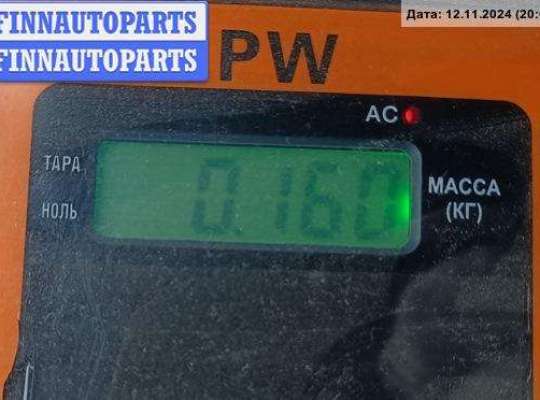 FINNAUTOPARTS
FINNAUTOPARTS
Дата: 12.11.2024
PW
AC
ТАРА
НОЛЬ
0.160
МАССА
(КГ)